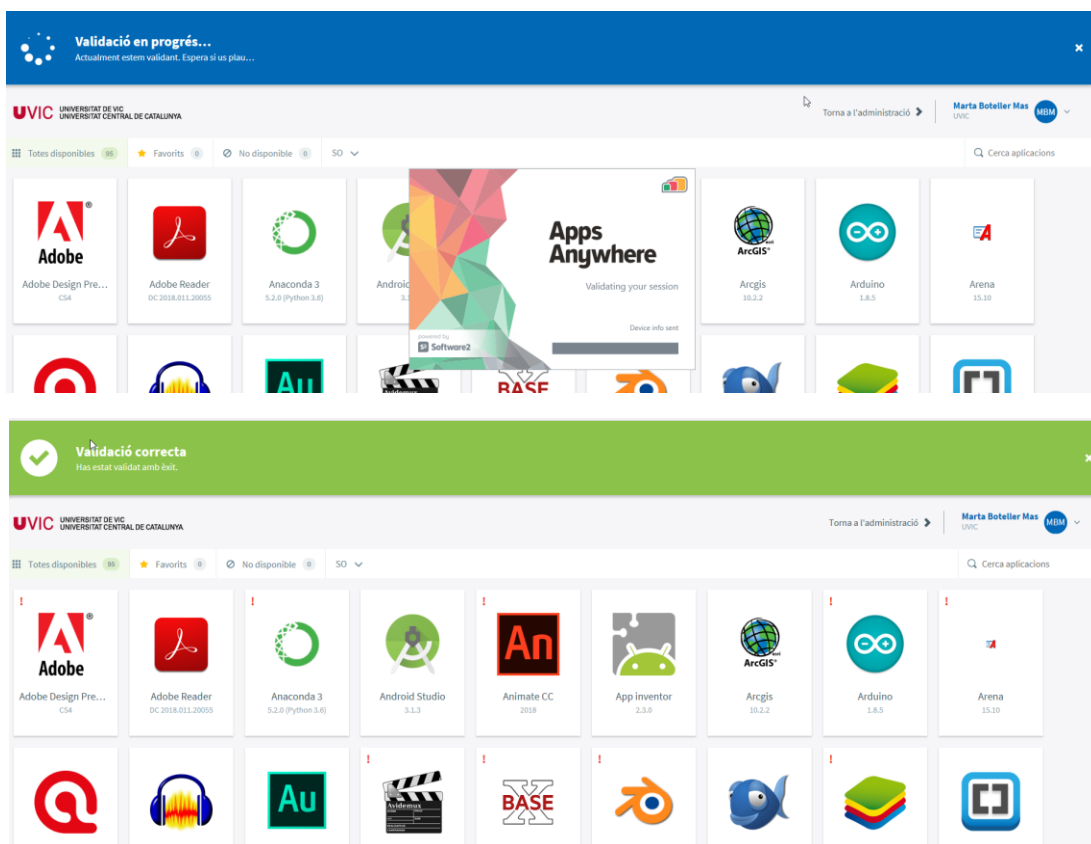 Validació en progrés...
Actualment estem validant. Espera si us plau...
UVIC UNIVERSITAT DE VIC
UNIVERSITAT CENTRAL DE CATALUNYA
Torna a l'administració
Marta Boteller Mas
UVIC
MBM
Totes disponibles 95
Favorits 0
No disponible 0
SO
Cerca aplicacions
Adobe
ArcGIS
Apps
Anywhere
Validating your session
Device info sent
powered by
S2 Software2
Adobe Design Pre...
CS4
Adobe Reader
DC 2018.011.20055
Anaconda 3
5.2.0 (Python 3.6)
Androic
3.1
Arcgis
10.2.2
Arduino
1.8.5
Arena
15.10
Au
Avidemux
BASE
Validació correcta
Has estat validat amb èxit.
UVIC UNIVERSITAT DE VIC
UNIVERSITAT CENTRAL DE CATALUNYA
Torna a l'administració
Marta Boteller Mas
UVIC
MBM
Totes disponibles 95
Favorits 0
No disponible 0
SO
Cerca aplicacions
! ! ! ! !
Adobe
An
ArcGIS
Adobe Design Pre...
CS4
Adobe Reader
DC 2018.011.20055
Anaconda 3
5.2.0 (Python 3.6)
Android Studio
3.1.3
Animate CC
2018
App inventor
2.3.0
Arcgis
10.2.2
Arduino
1.8.5
Arena
15.10
! ! ! !
Au
Avidemux
X
BASE